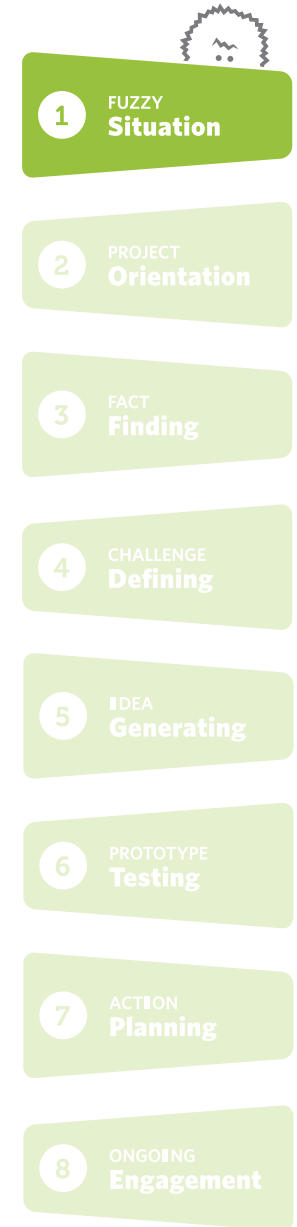 1
FUZZY
Situation
2
PROJECT
Orientation
3
FACT
Finding
4
CHALLENGE
Defining
5
IDEA
Generating
6
PROTOTYPE
Testing
7
ACTION
Planning
8
ONGOING
Engagement